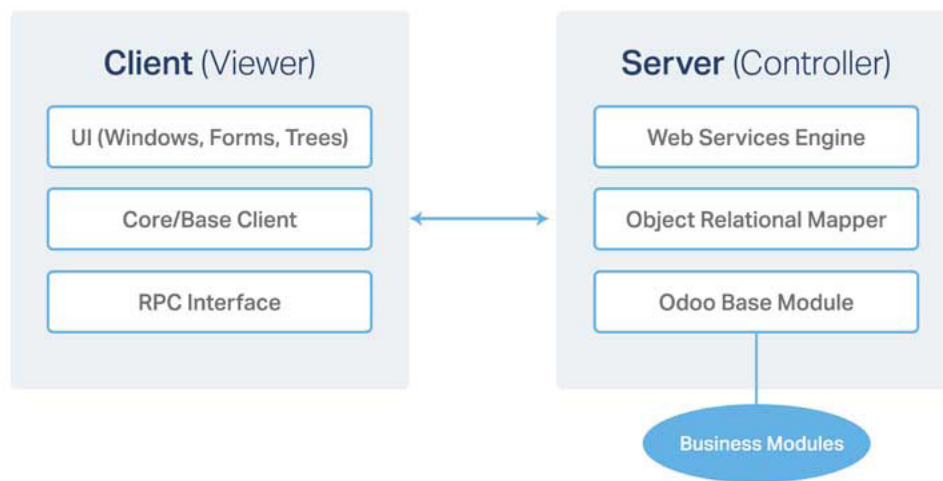 Client (Viewer)
UI (Windows, Forms, Trees)
Core/Base Client
RPC Interface
Server (Controller)
Web Services Engine
Object Relational Mapper
Odoo Base Module
Business Modules